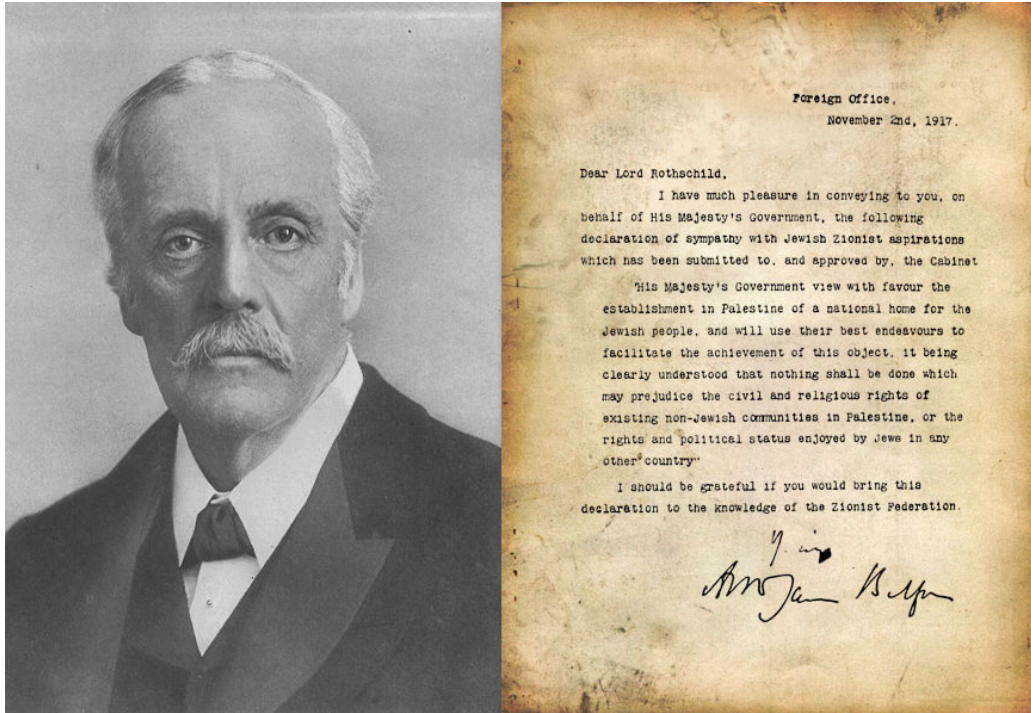 Foreign Office,
November 2nd, 1917.
Dear Lord Rothschild,
I have much pleasure in conveying to you, on
behalf of His Majesty's Government, the following
declaration of sympathy with Jewish Zionist aspirations
which has been submitted to, and approved by, the Cabinet
"His Majesty's Government view with favour the
establishment in Palestine of a national home for the
Jewish people, and will use their best endeavours to
facilitate the achievement of this object, it being
clearly understood that nothing shall be done which
may prejudice the civil and religious rights of
existing non-Jewish communities in Palestine, or the
rights and political status enjoyed by Jews in any
other country"
I should be grateful if you would bring this
declaration to the knowledge of the Zionist Federation.
Arthur James Balfour